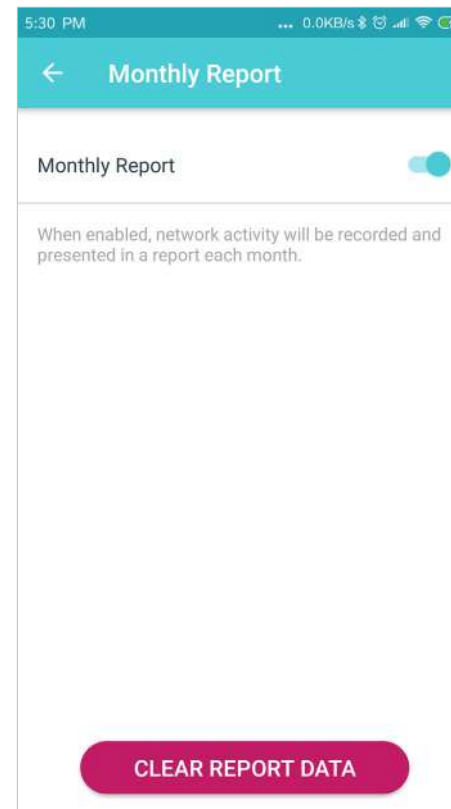 5:30 PM ... 0.0KB/s
Monthly Report
Monthly Report
When enabled, network activity will be recorded and
presented in a report each month.
CLEAR REPORT DATA